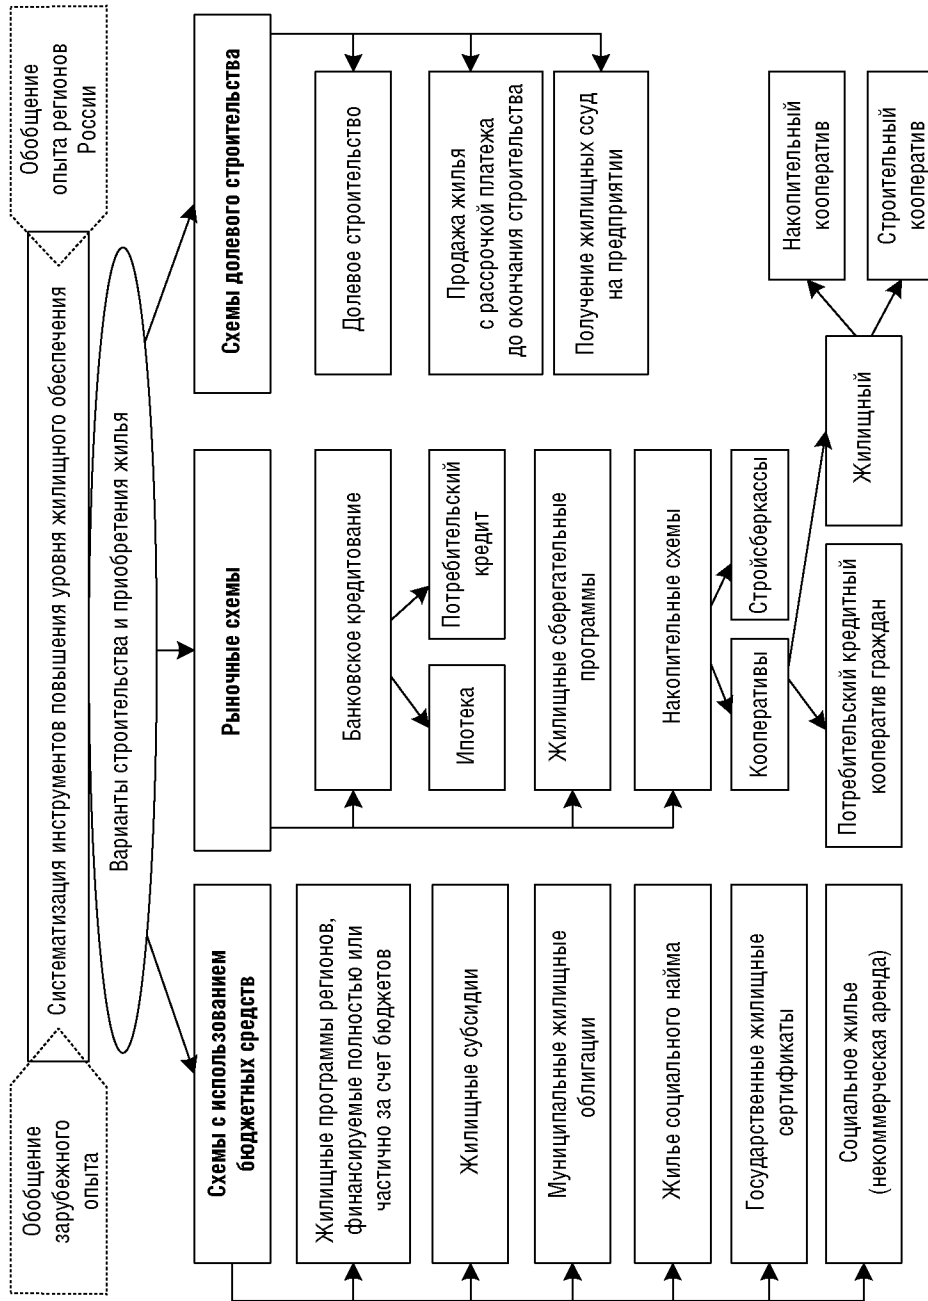 Обобщение
зарубежного
опыта
Систематизация инструментов повышения уровня жилищного обеспечения
Обобщение
опыта регионов
России
Варианты строительства и приобретения жилья
Схемы с использованием
бюджетных средств
Жилищные программы регионов,
финансируемые полностью или
частично за счет бюджетов
Жилищные субсидии
Муниципальные жилищные
облигации
Жилье социального найма
Государственные жилищные
сертификаты
Социальное жилье
(некоммерческая аренда)
Рыночные схемы
Банковское кредитование
Ипотека
Потребительский
кредит
Жилищные сберегательные
программы
Накопительные схемы
Кооперативы
Стройсберкассы
Потребительский кредитный
кооператив граждан
Жилищный
Накопительный
кооператив
Строительный
кооператив
Схемы долевого строительства
Долевое строительство
Продажа жилья
с рассрочкой платежа
до окончания строительства
Получение жилищных ссуд
на предприятии